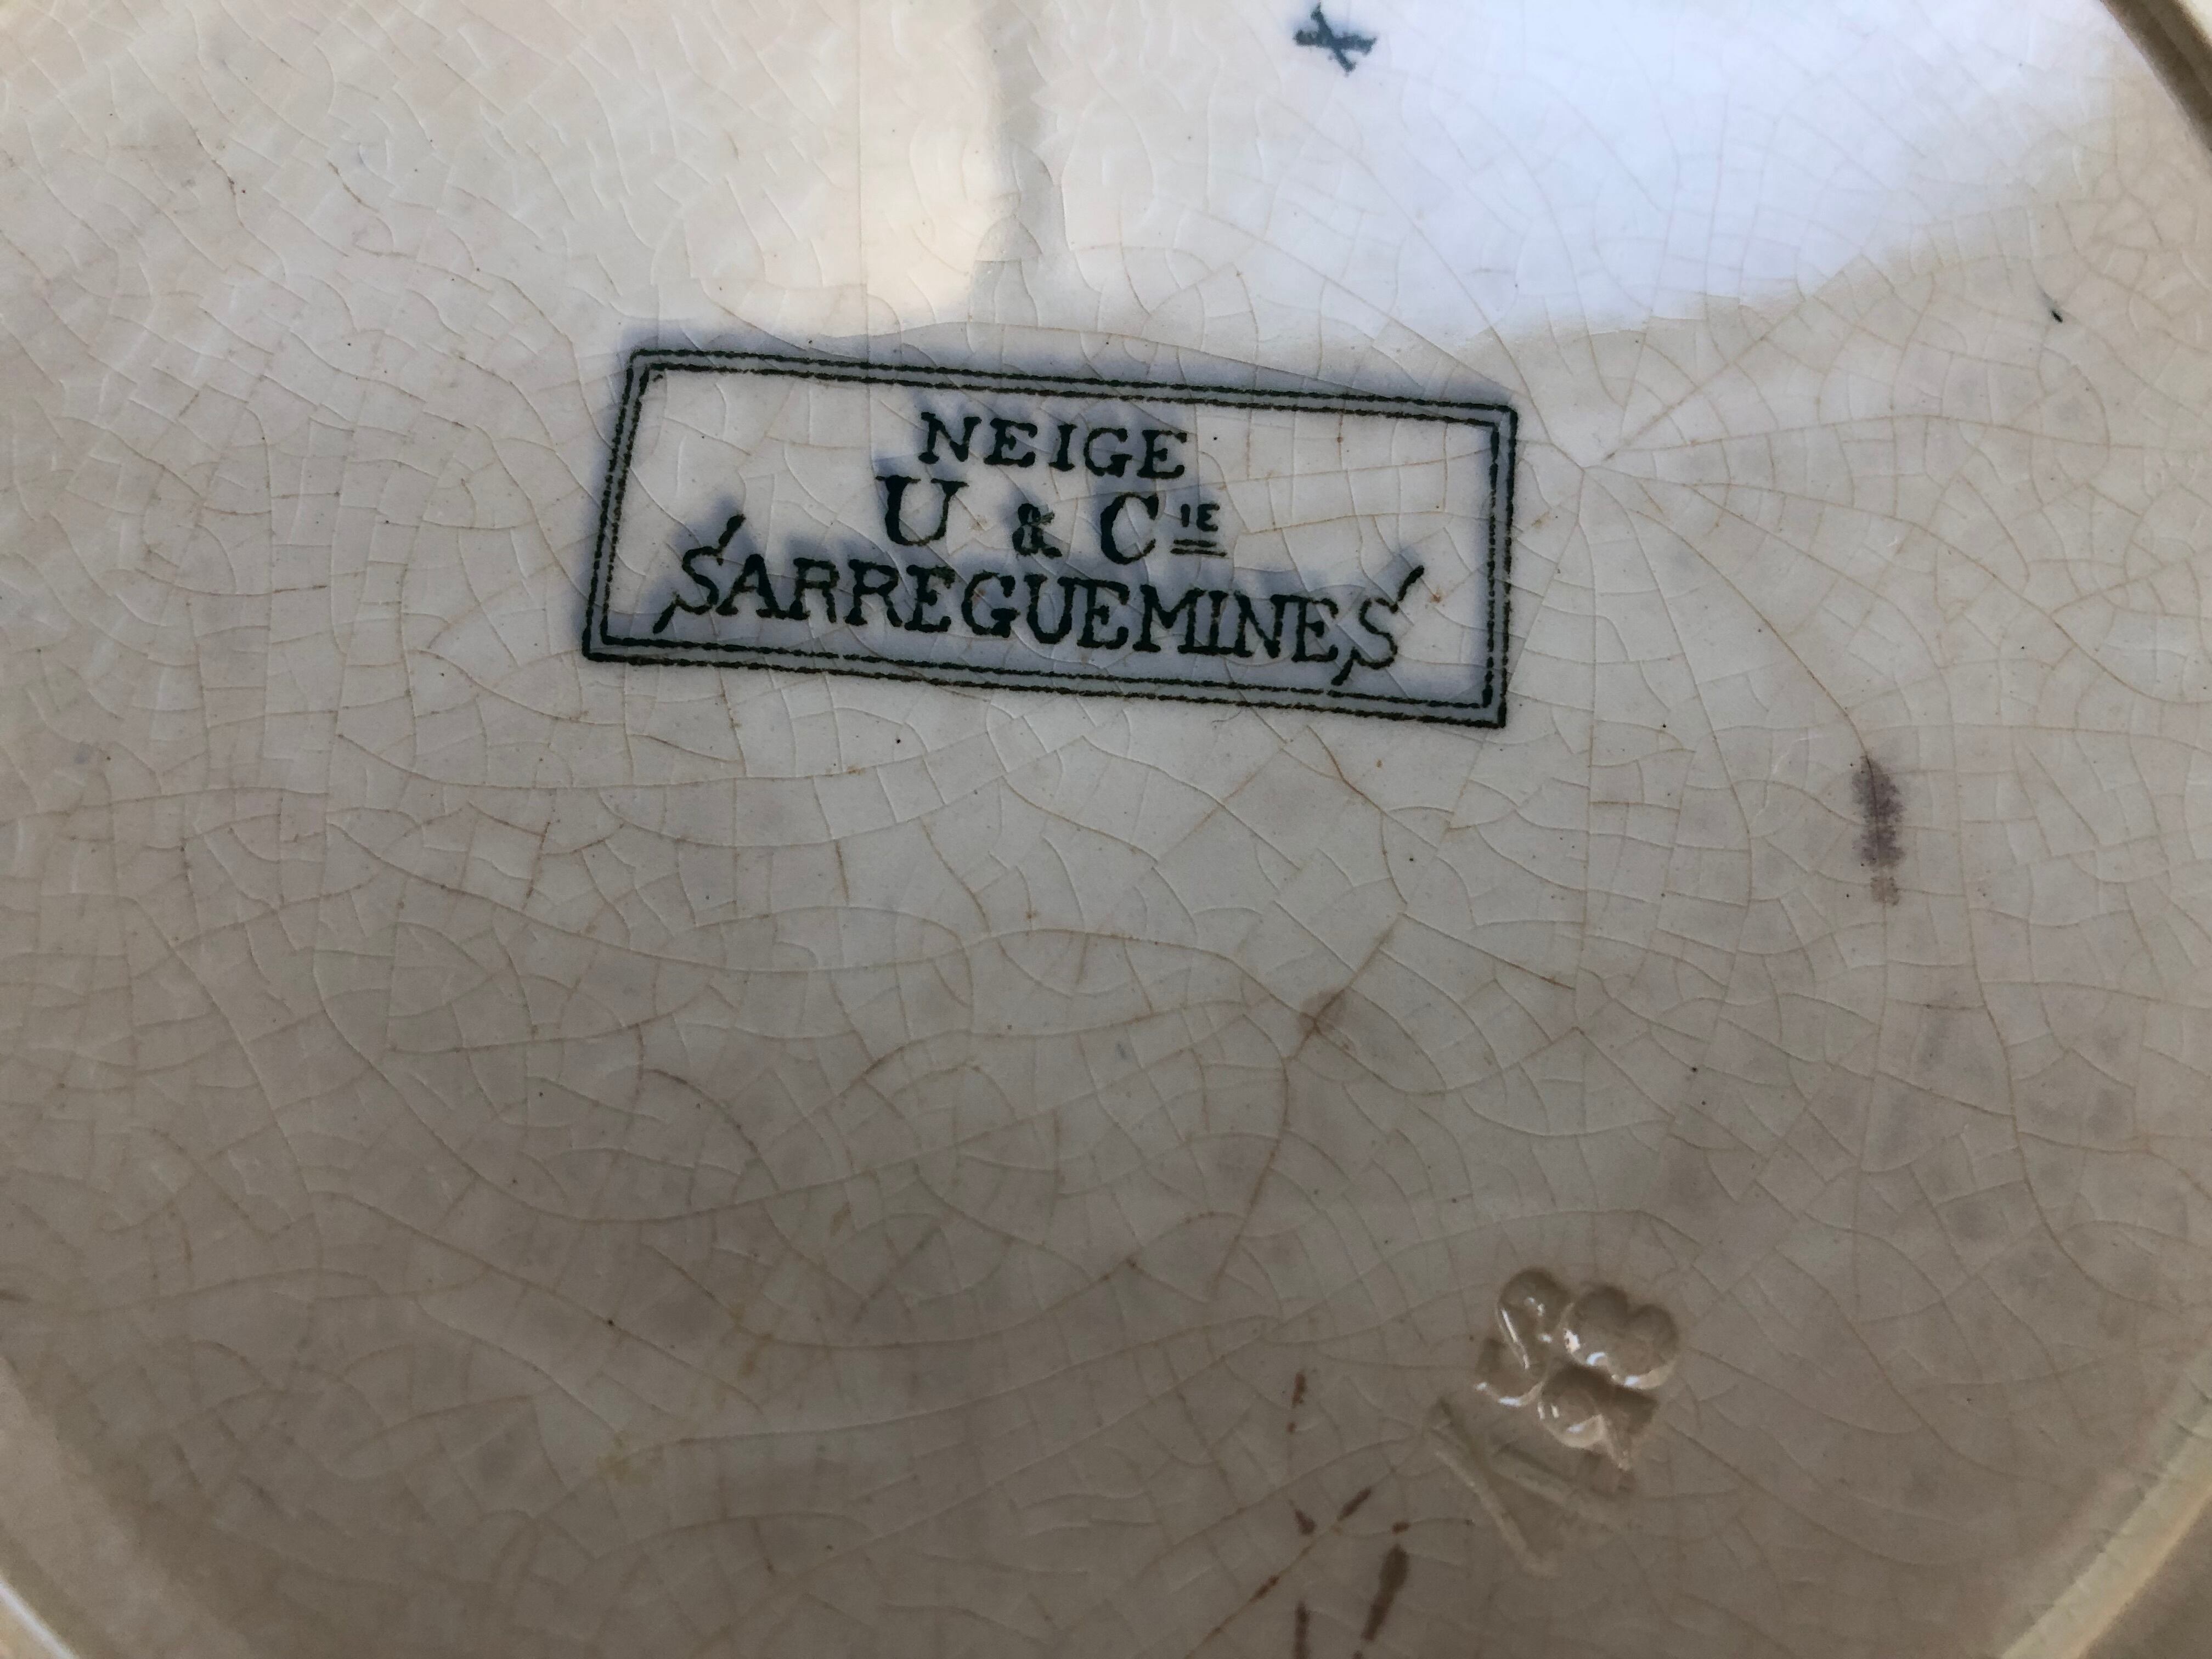 X
NEIGE
U & Cie
SARREGUEMINES